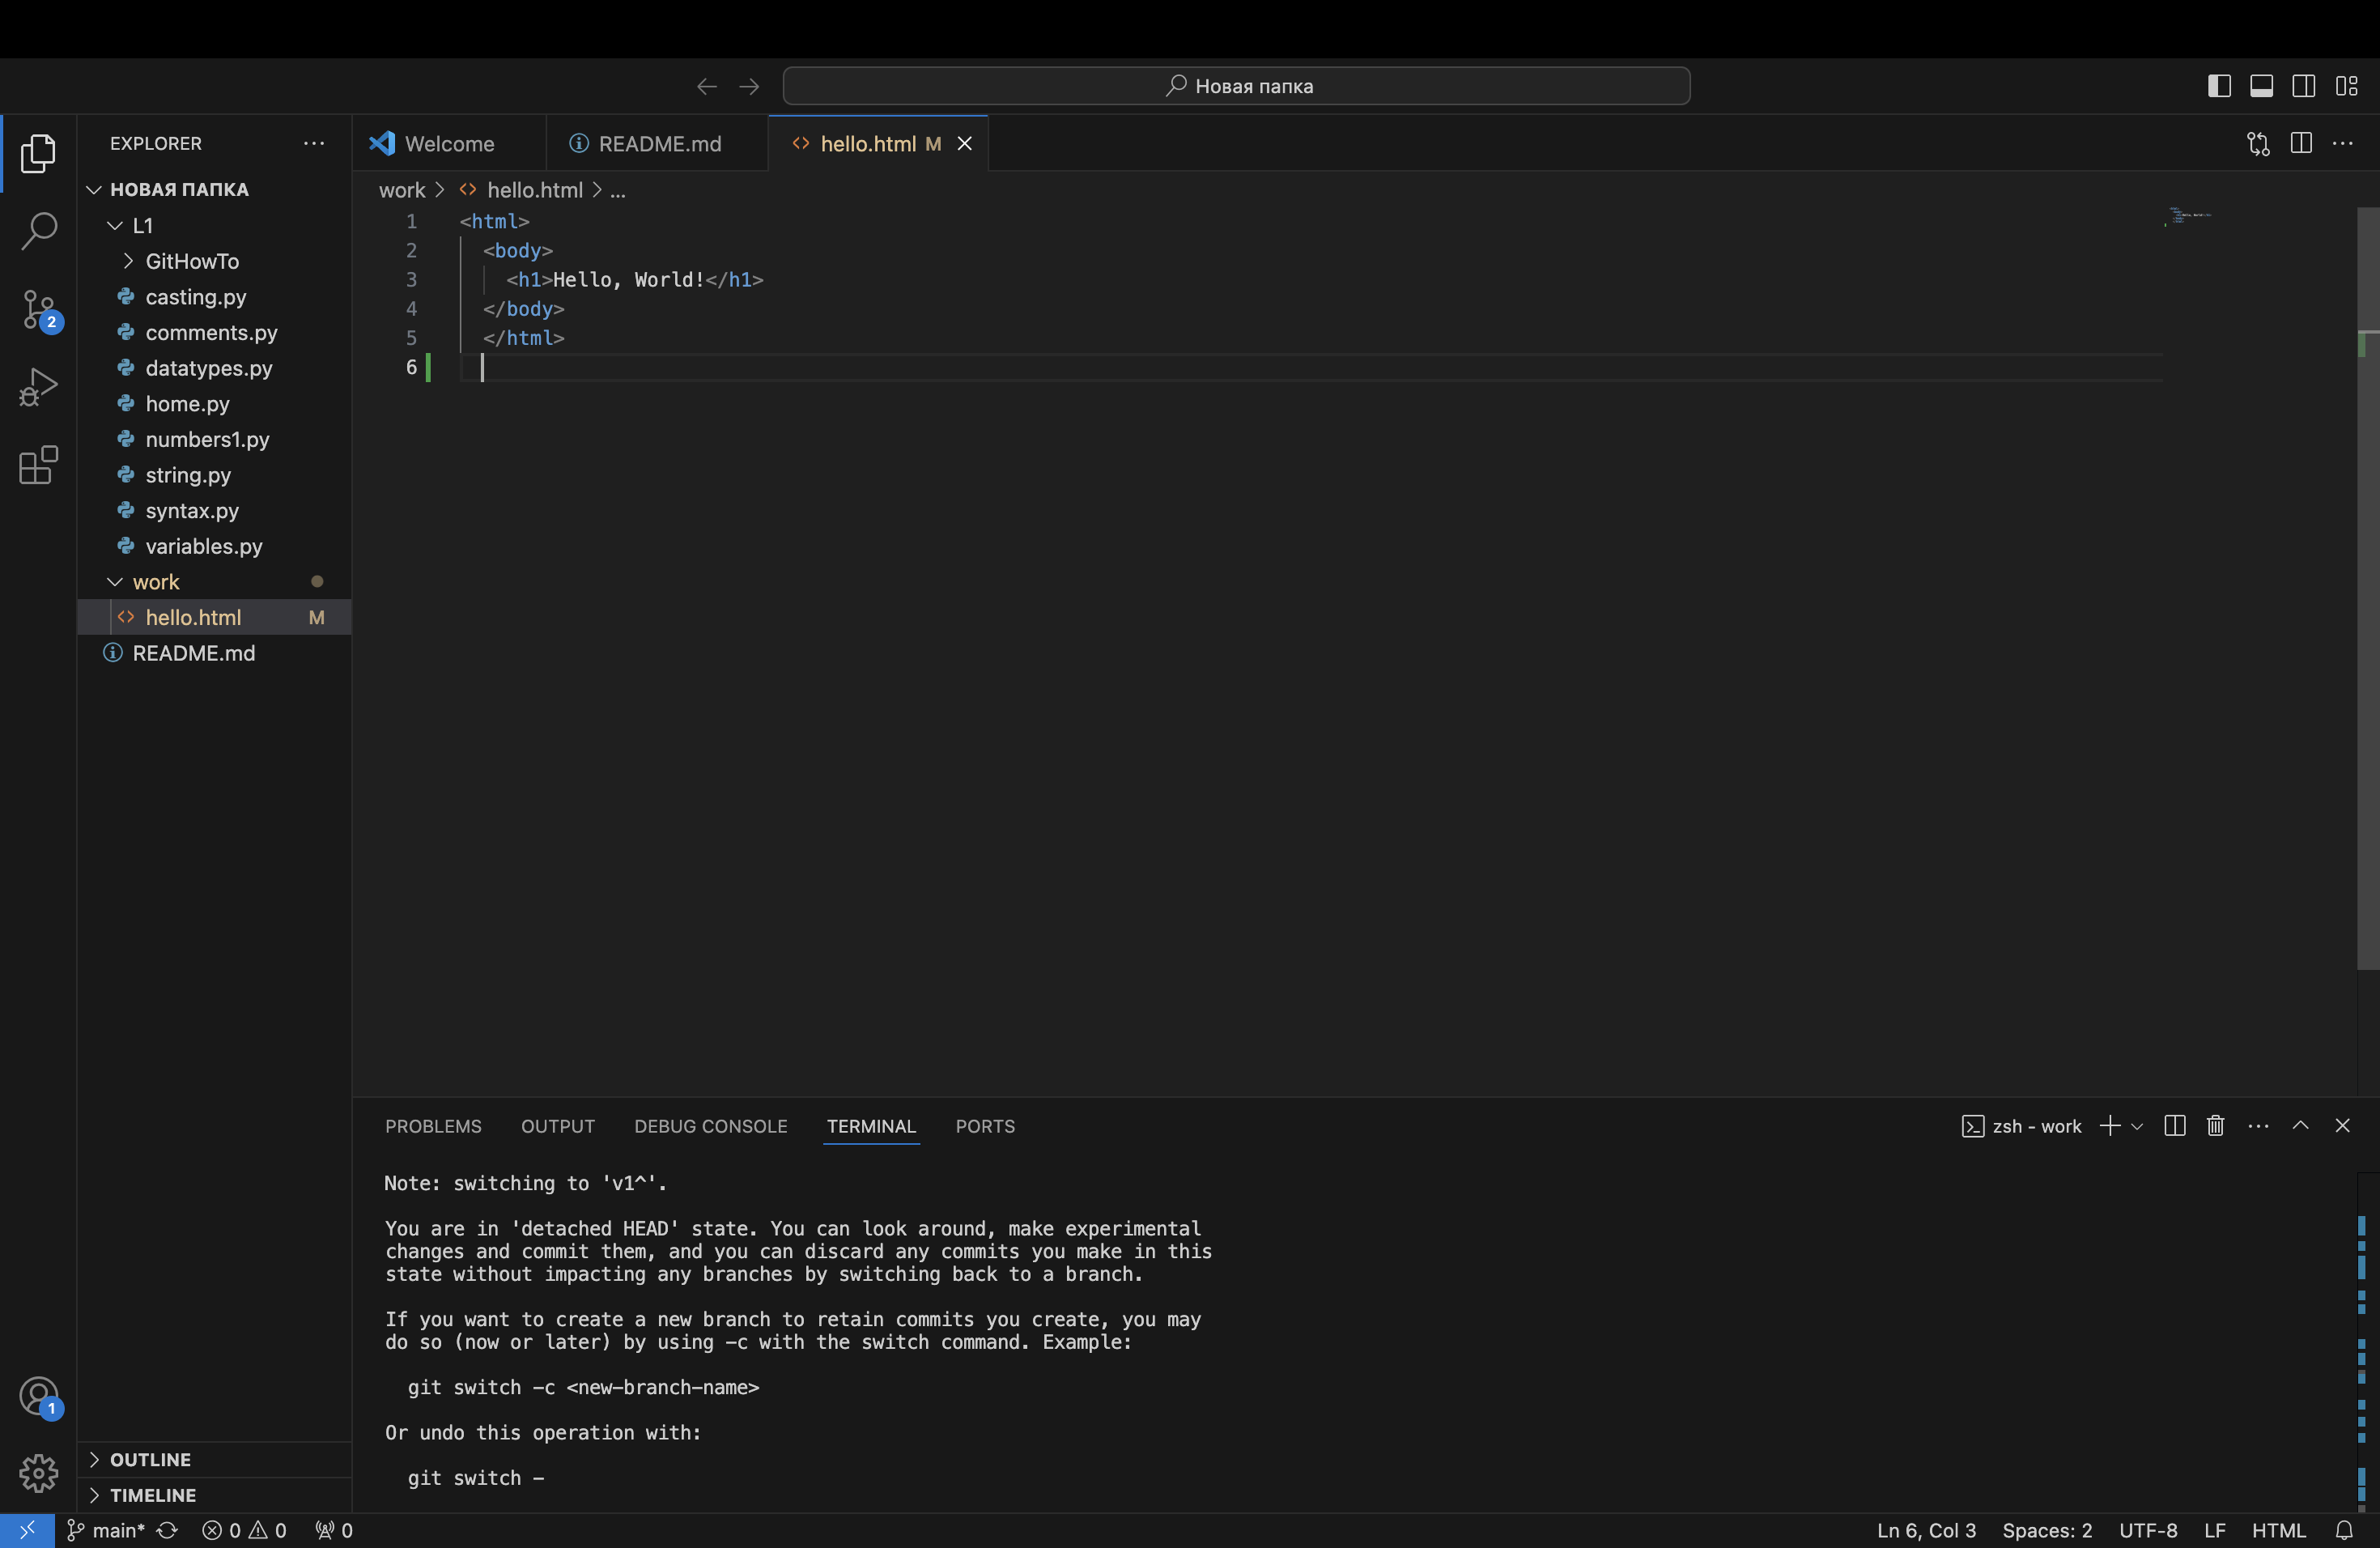 Новая папка
EXPLORER
НОВАЯ ПАПКА
L1
GitHowTo
casting.py
comments.py
datatypes.py
home.py
numbers1.py
string.py
syntax.py
variables.py
work
hello.html M
README.md
OUTLINE
TIMELINE
2
1
Welcome
README.md
hello.html M
work > hello.html > ...
1 <html>
2 <body>
3 <h1>Hello, World!</h1>
4 </body>
5 </html>
6
PROBLEMS OUTPUT DEBUG CONSOLE TERMINAL PORTS
zsh - work
Note: switching to 'v1^'.
You are in 'detached HEAD' state. You can look around, make experimental
changes and commit them, and you can discard any commits you make in this
state without impacting any branches by switching back to a branch.
If you want to create a new branch to retain commits you create, you may
do so (now or later) by using -c with the switch command. Example:
git switch -c <new-branch-name>
Or undo this operation with:
git switch -
main* 0 0 0
Ln 6, Col 3 Spaces: 2 UTF-8 LF HTML